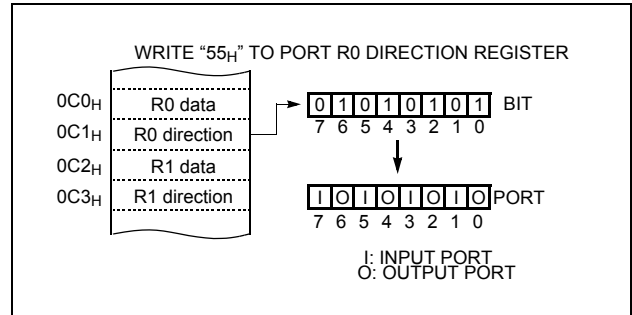 WRITE “55H” TO PORT R0 DIRECTION REGISTER
0C0H R0 data
0C1H R0 direction
0C2H R1 data
0C3H R1 direction
0 1 0 1 0 1 0 1 BIT
7 6 5 4 3 2 1 0
I O I O I O I O PORT
7 6 5 4 3 2 1 0
I: INPUT PORT
O: OUTPUT PORT